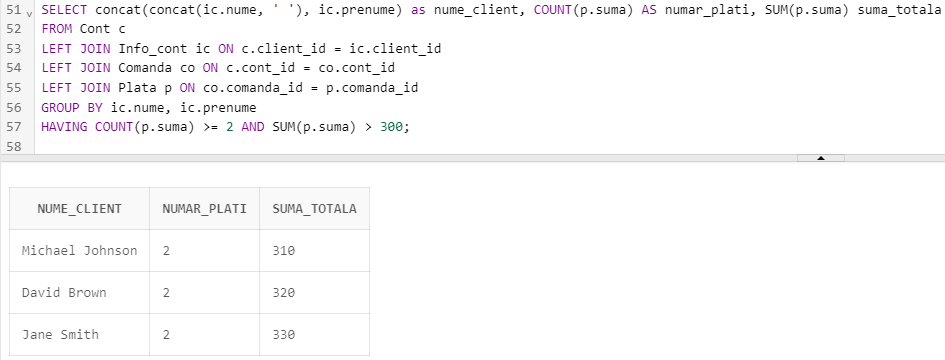 51 SELECT concat(concat(ic.nume, ' '), ic.prenume) as nume_client, COUNT(p.suma) AS numar_plati, SUM(p.suma) suma_totala
52 FROM Cont c
53 LEFT JOIN Info_cont ic ON c.client_id = ic.client_id
54 LEFT JOIN Comanda co ON c.cont_id = co.cont_id
55 LEFT JOIN Plata p ON co.comanda_id = p.comanda_id
56 GROUP BY ic.nume, ic.prenume
57 HAVING COUNT(p.suma) >= 2 AND SUM(p.suma) > 300;
58
NUME_CLIENT NUMAR_PLATI SUMA_TOTALA
Michael Johnson 2 310
David Brown 2 320
Jane Smith 2 330